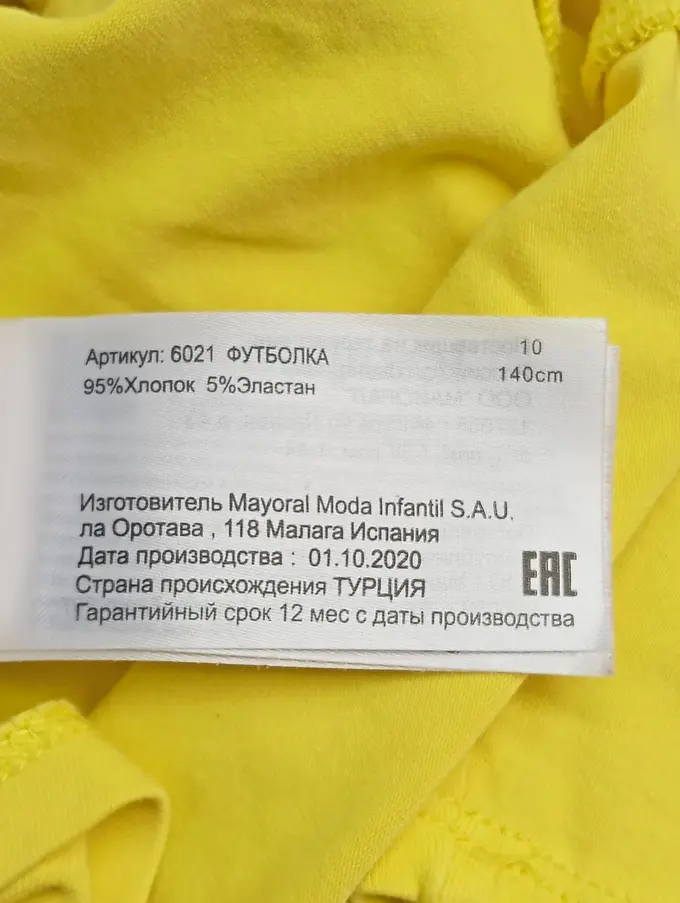 Артикул: 6021 ФУТБОЛКА 10
95%Хлопок 5%Эластан 140cm
Изготовитель Mayoral Moda Infantil S.A.U.
ла Оротава , 118 Малага Испания
Дата производства : 01.10.2020
Страна происхождения ТУРЦИЯ
Гарантийный срок 12 мес с даты производства
EAC